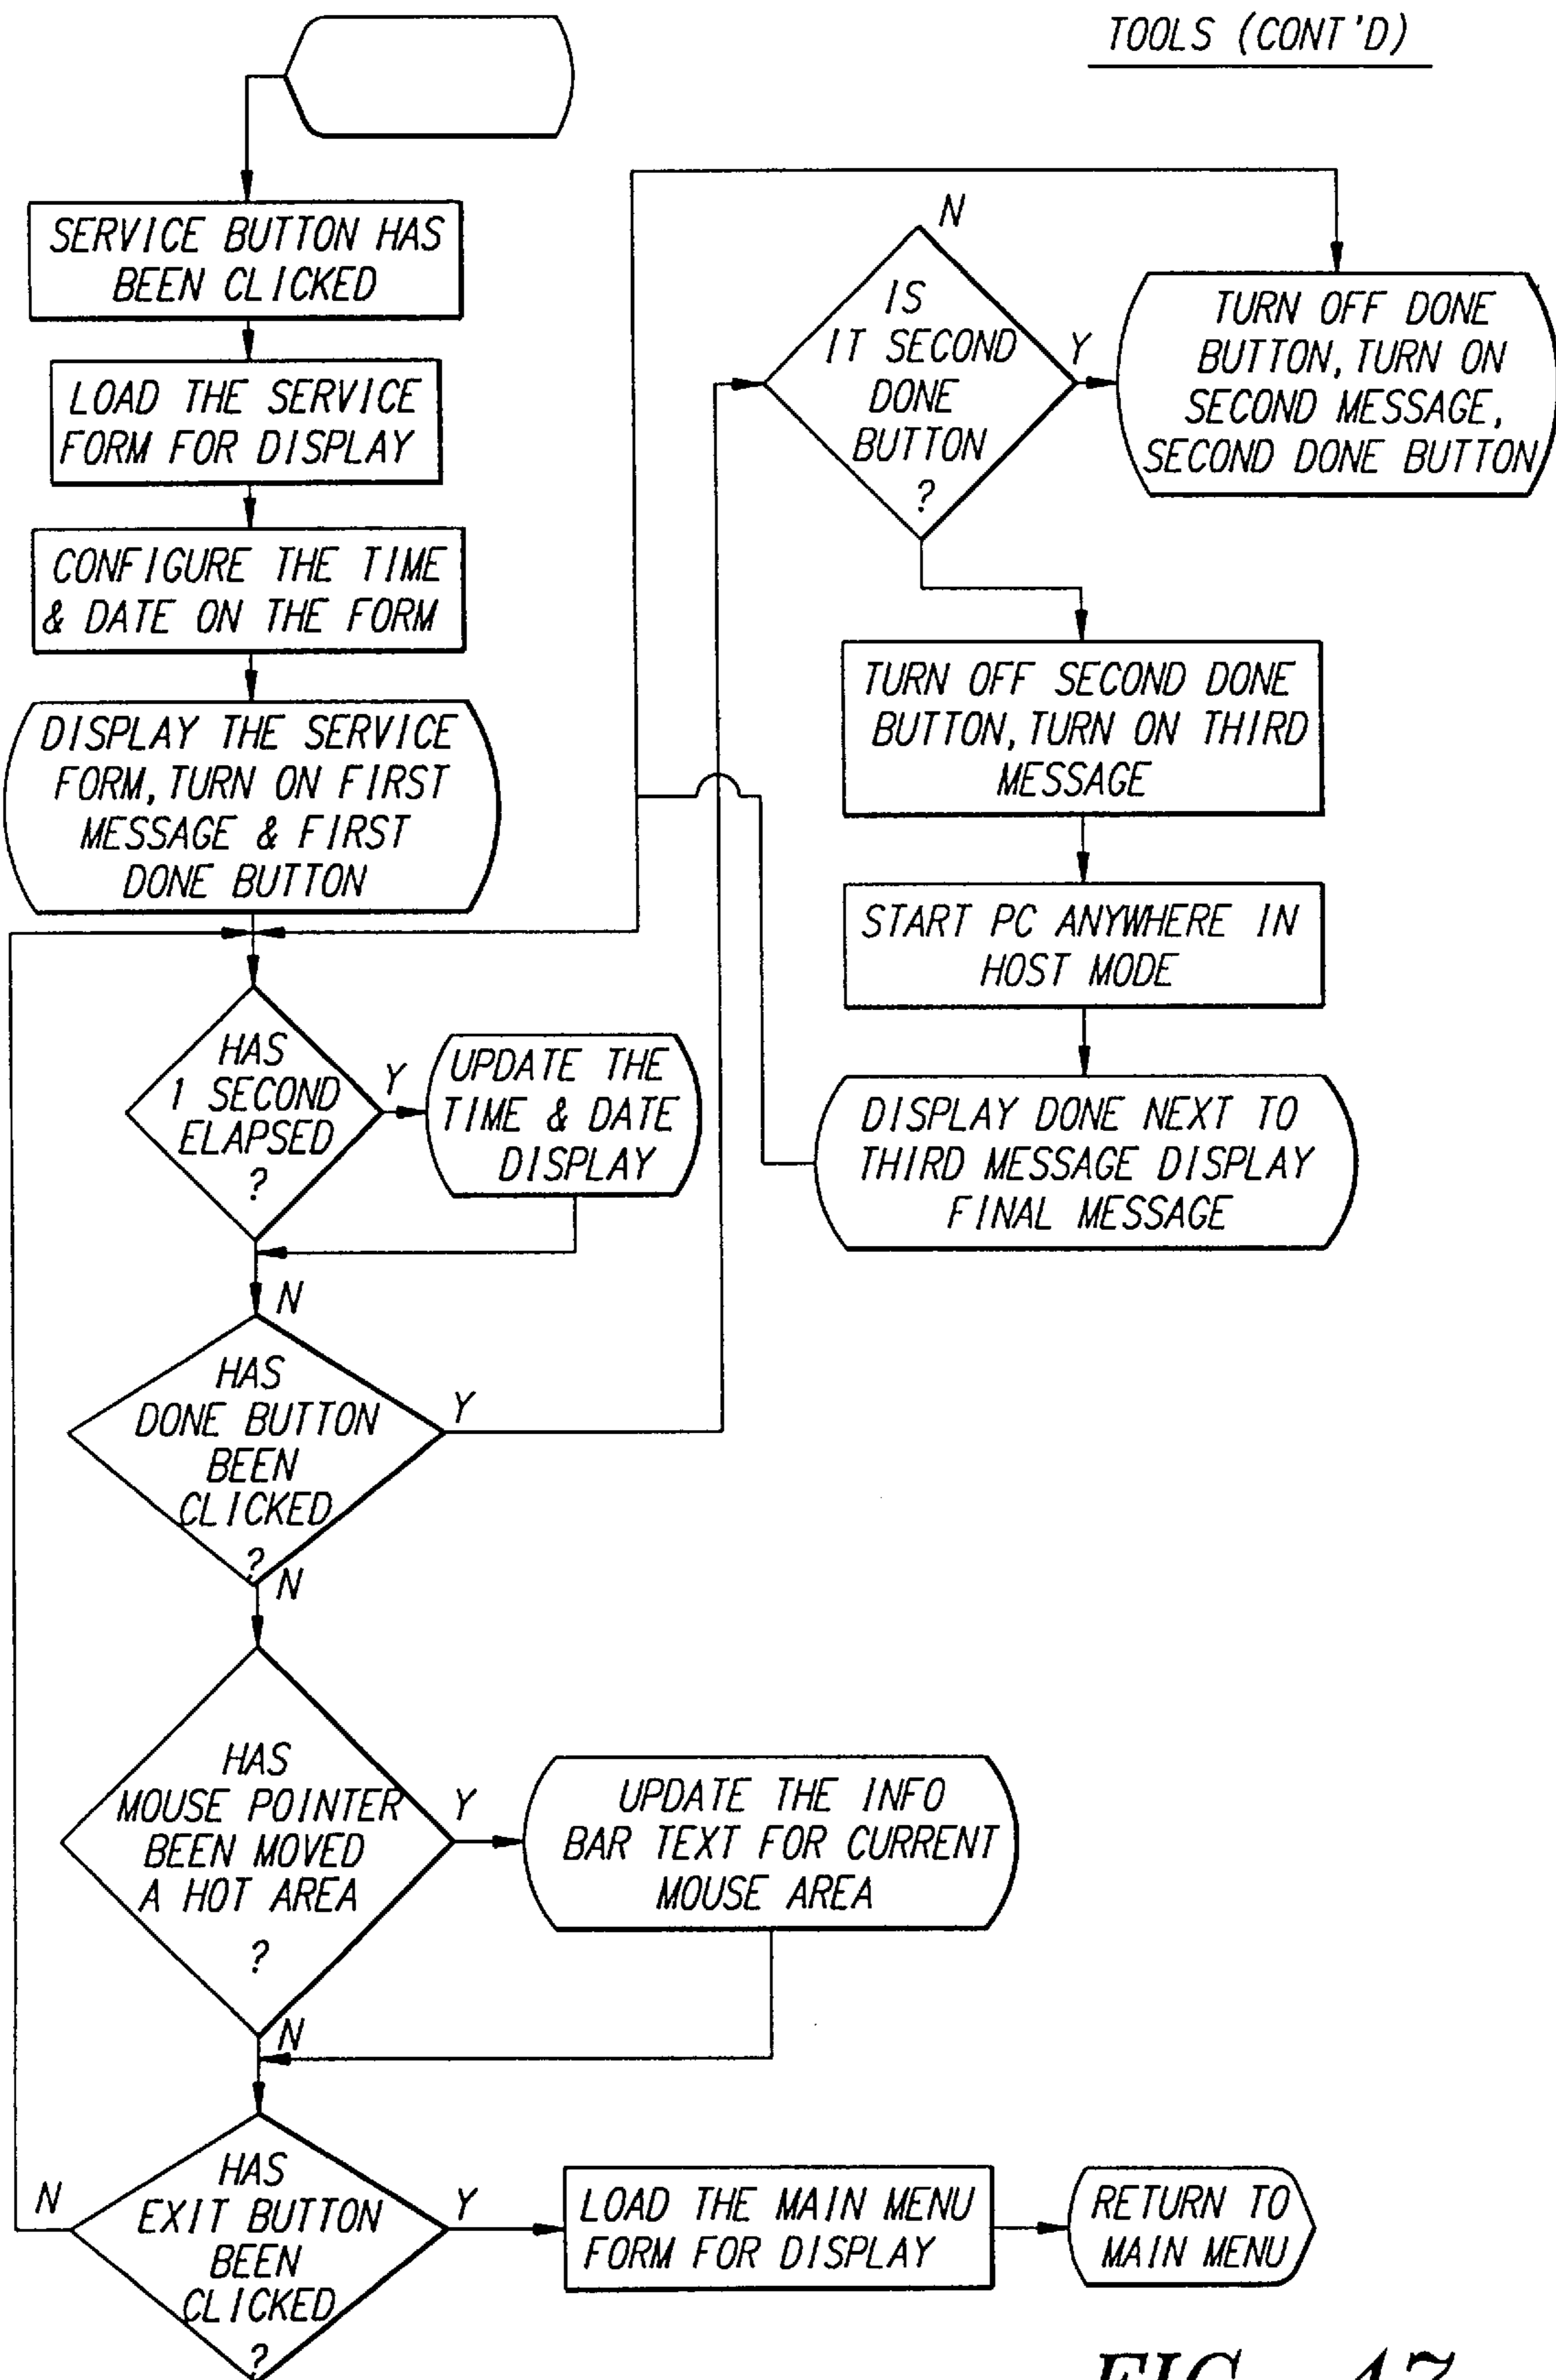 TOOLS (CONT'D)
SERVICE BUTTON HAS
BEEN CLICKED
LOAD THE SERVICE
FORM FOR DISPLAY
CONFIGURE THE TIME
& DATE ON THE FORM
DISPLAY THE SERVICE
FORM, TURN ON FIRST
MESSAGE & FIRST
DONE BUTTON
HAS
1 SECOND
ELAPSED
?
Y
UPDATE THE
TIME & DATE
DISPLAY
N
HAS
DONE BUTTON
BEEN
CLICKED
?
Y
N
IS
IT SECOND
DONE
BUTTON
?
N
Y
TURN OFF DONE
BUTTON, TURN ON
SECOND MESSAGE,
SECOND DONE BUTTON
TURN OFF SECOND DONE
BUTTON, TURN ON THIRD
MESSAGE
START PC ANYWHERE IN
HOST MODE
DISPLAY DONE NEXT TO
THIRD MESSAGE DISPLAY
FINAL MESSAGE
HAS
MOUSE POINTER
BEEN MOVED
A HOT AREA
?
Y
UPDATE THE INFO
BAR TEXT FOR CURRENT
MOUSE AREA
N
HAS
EXIT BUTTON
BEEN
CLICKED
?
N
Y
LOAD THE MAIN MENU
FORM FOR DISPLAY
RETURN TO
MAIN MENU
FIG. 47